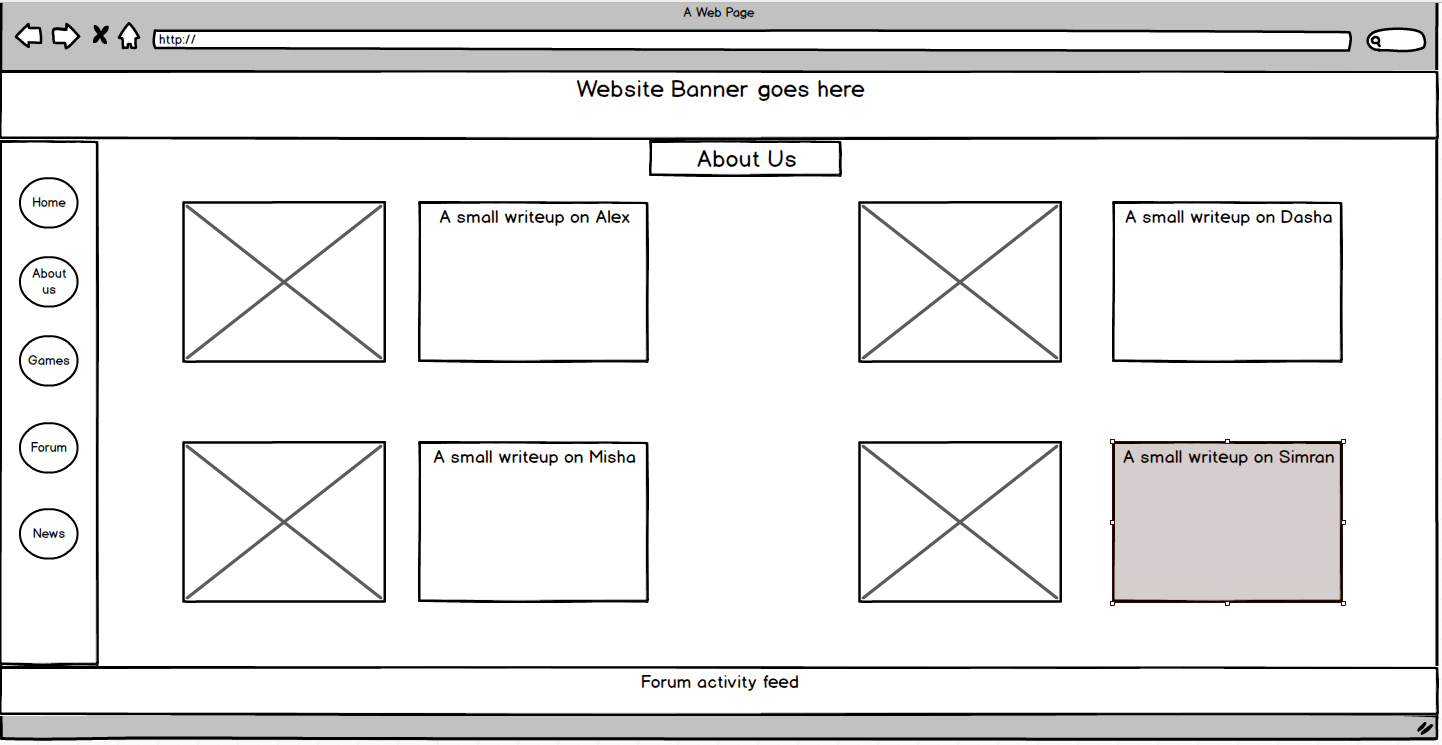 A Web Page
http://
Website Banner goes here
About Us
Home
About
us
Games
Forum
News
A small writeup on Alex
A small writeup on Dasha
A small writeup on Misha
A small writeup on Simran
Forum activity feed